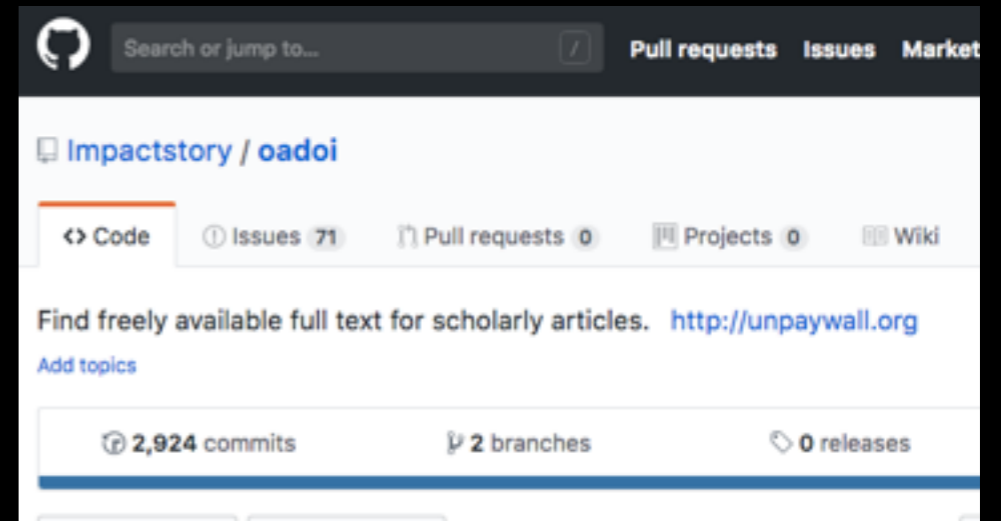 Search or jump to... / Pull requests Issues Market
Impactstory / oadoi
<> Code Issues 71 Pull requests 0 Projects 0 Wiki
Find freely available full text for scholarly articles. http://unpaywall.org
Add topics
2,924 commits 2 branches 0 releases